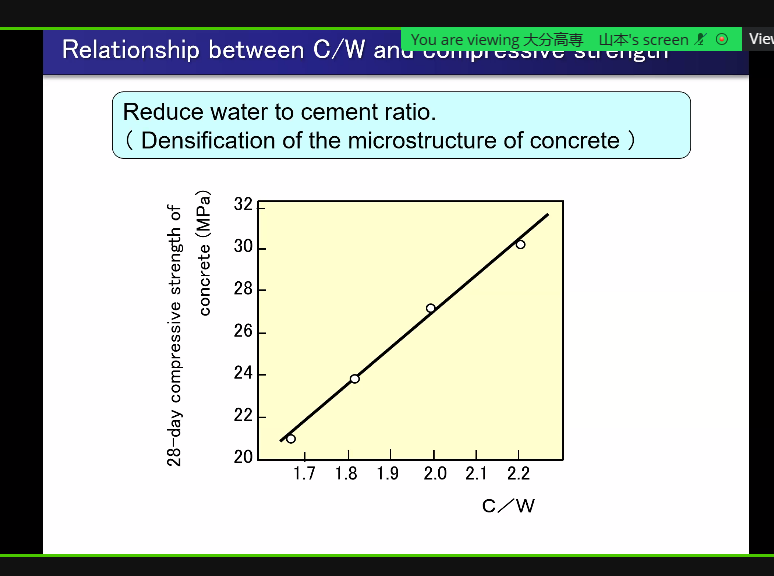 Relationship between C/W and compressive strength
You are viewing 大分高専 山本's screen
Reduce water to cement ratio.
( Densification of the microstructure of concrete )
28-day compressive strength of
concrete (MPa)
32
30
28
26
24
22
20
1.7 1.8 1.9 2.0 2.1 2.2
C／W